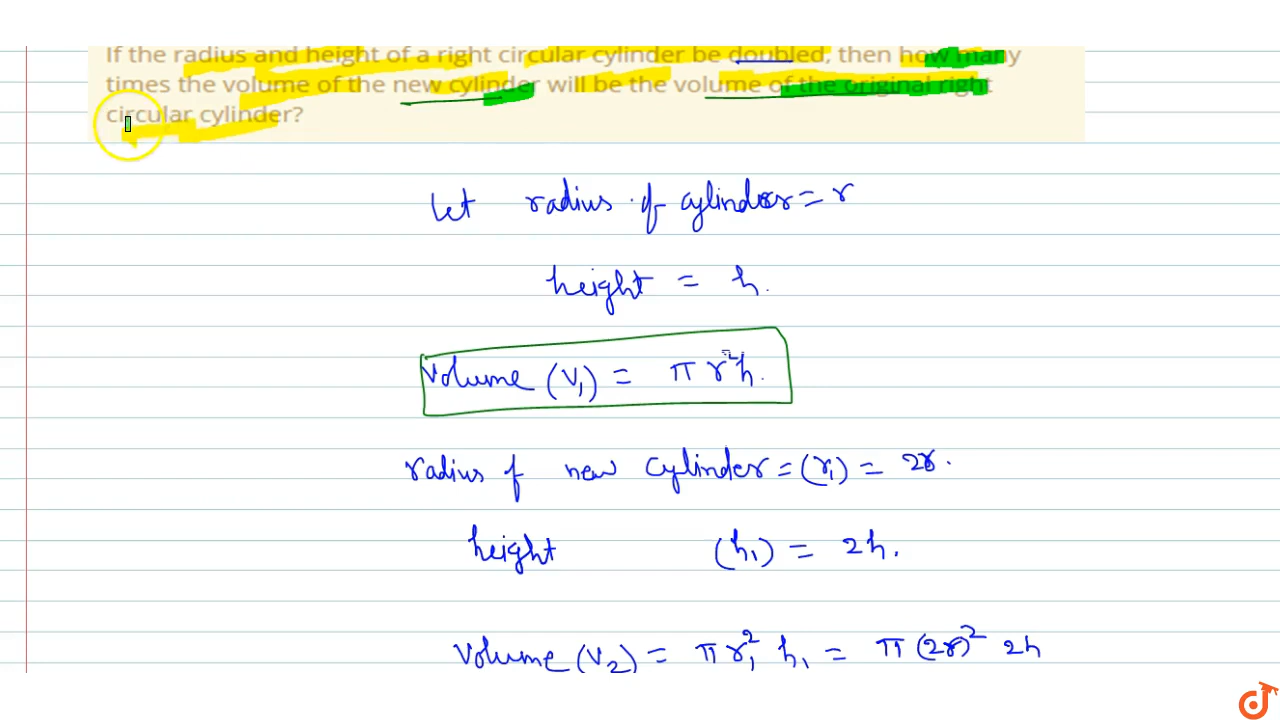 If the radius and height of a right circular cylinder be doubled, then how many
times the volume of the new cylinder will be the volume of the original right
circular cylinder?
Let radius of cylinder = r
height = h.
Volume (V₁) = π r²h.
radius of new cylinder = (r₁) = 2r.
height (h₁) = 2h.
Volume (V₂) = π r₁² h₁ = π (2r)² 2h